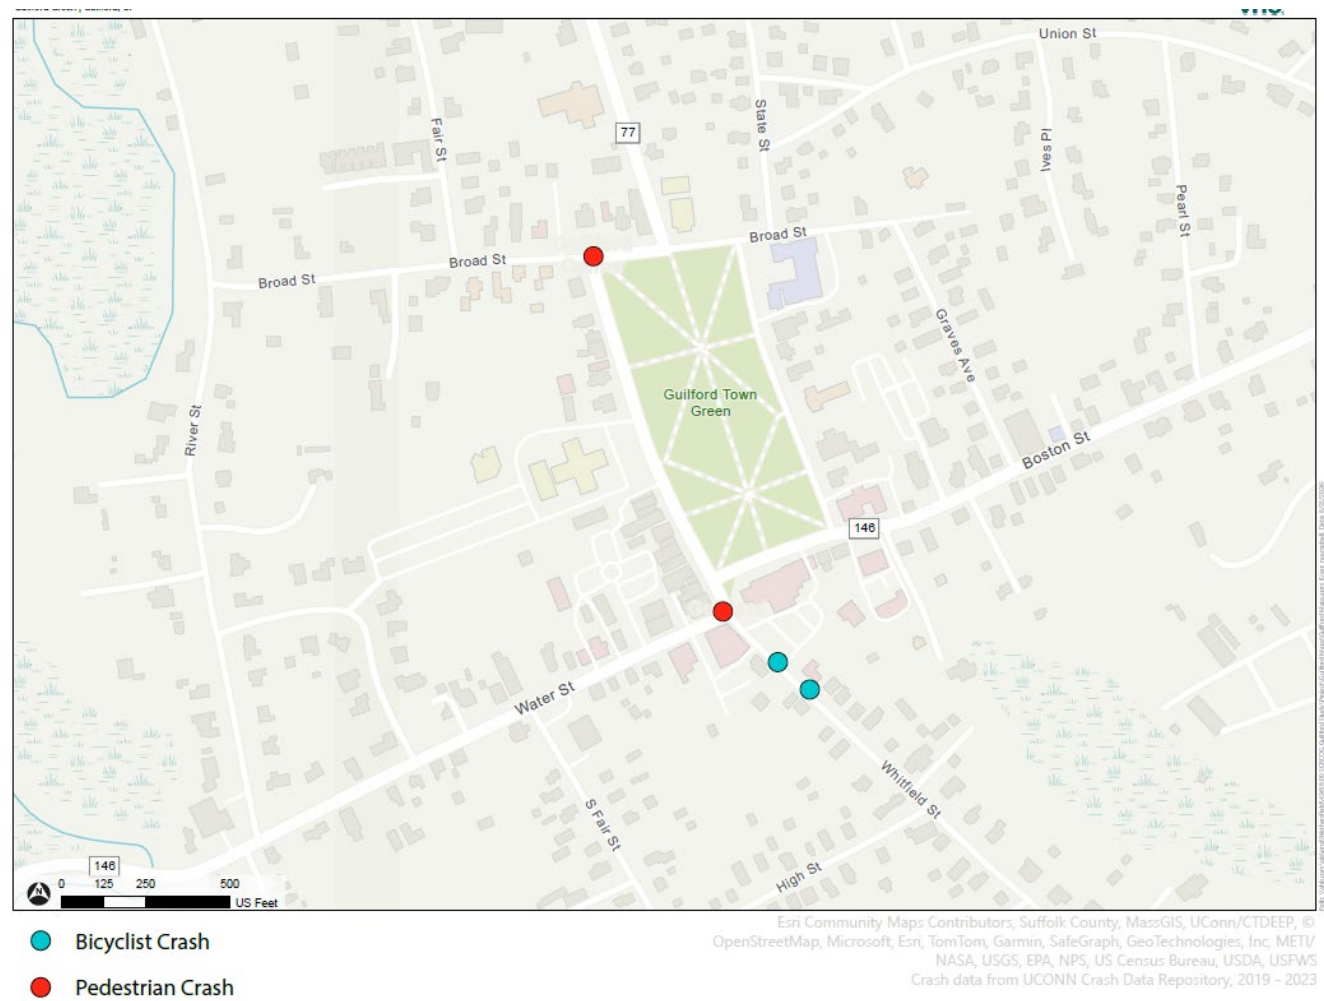 Union St
State St
Fair St
77
Ives Pl
Pearl St
Broad St
Broad St
Broad St
Graves Ave
Guilford Town
Green
River St
Boston St
146
Water St
Whitfield St
S Fair St
High St
146
N
0 125 250 500
US Feet
Bicyclist Crash
Pedestrian Crash
Esri Community Maps Contributors, Suffolk County, MassGIS, UConn/CTDEEP, ©
OpenStreetMap, Microsoft, Esri, TomTom, Garmin, SafeGraph, GeoTechnologies, Inc, METI/
NASA, USGS, EPA, NPS, US Census Bureau, USDA, USFWS
Crash data from UCONN Crash Data Repository, 2019 - 2023